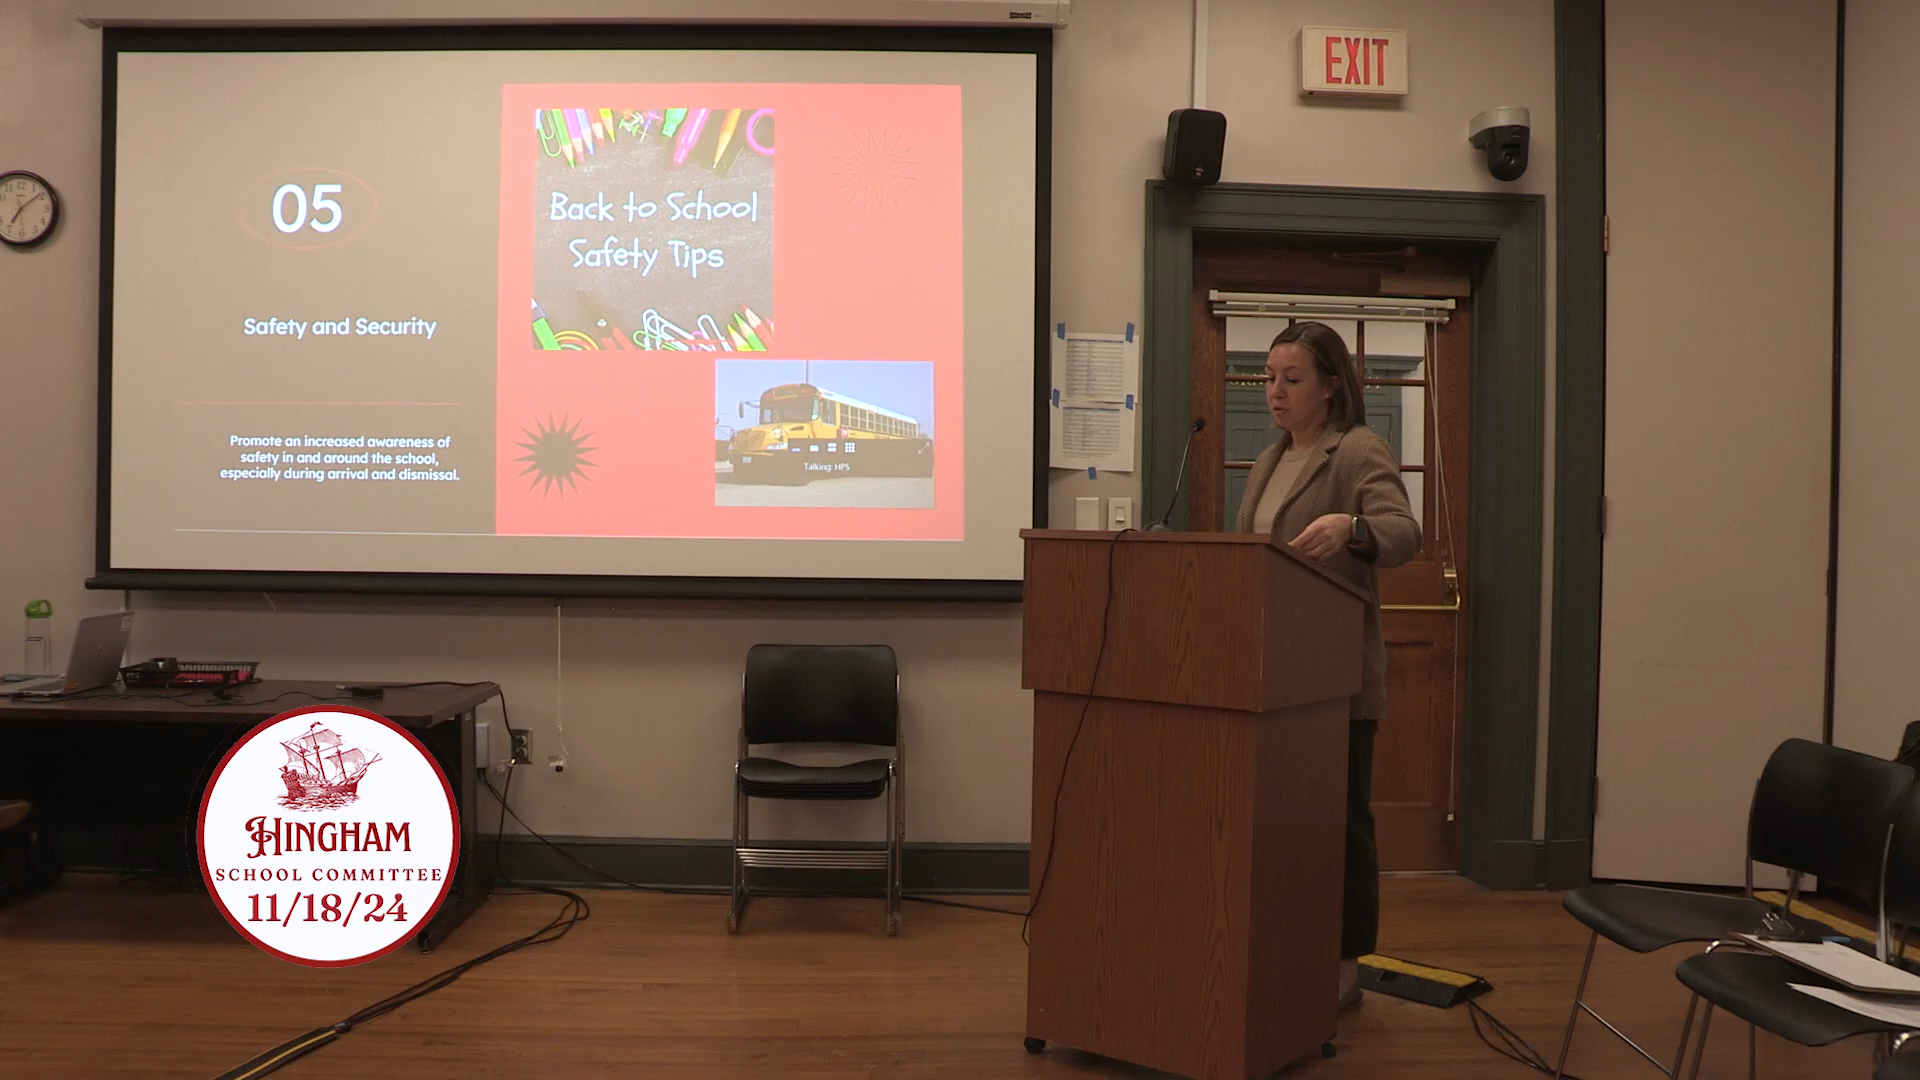 EXIT
05
Safety and Security
Promote an increased awareness of
safety in and around the school,
especially during arrival and dismissal.
Back to School
Safety Tips
Talking: HPS
HINGHAM
SCHOOL COMMITTEE
11/18/24